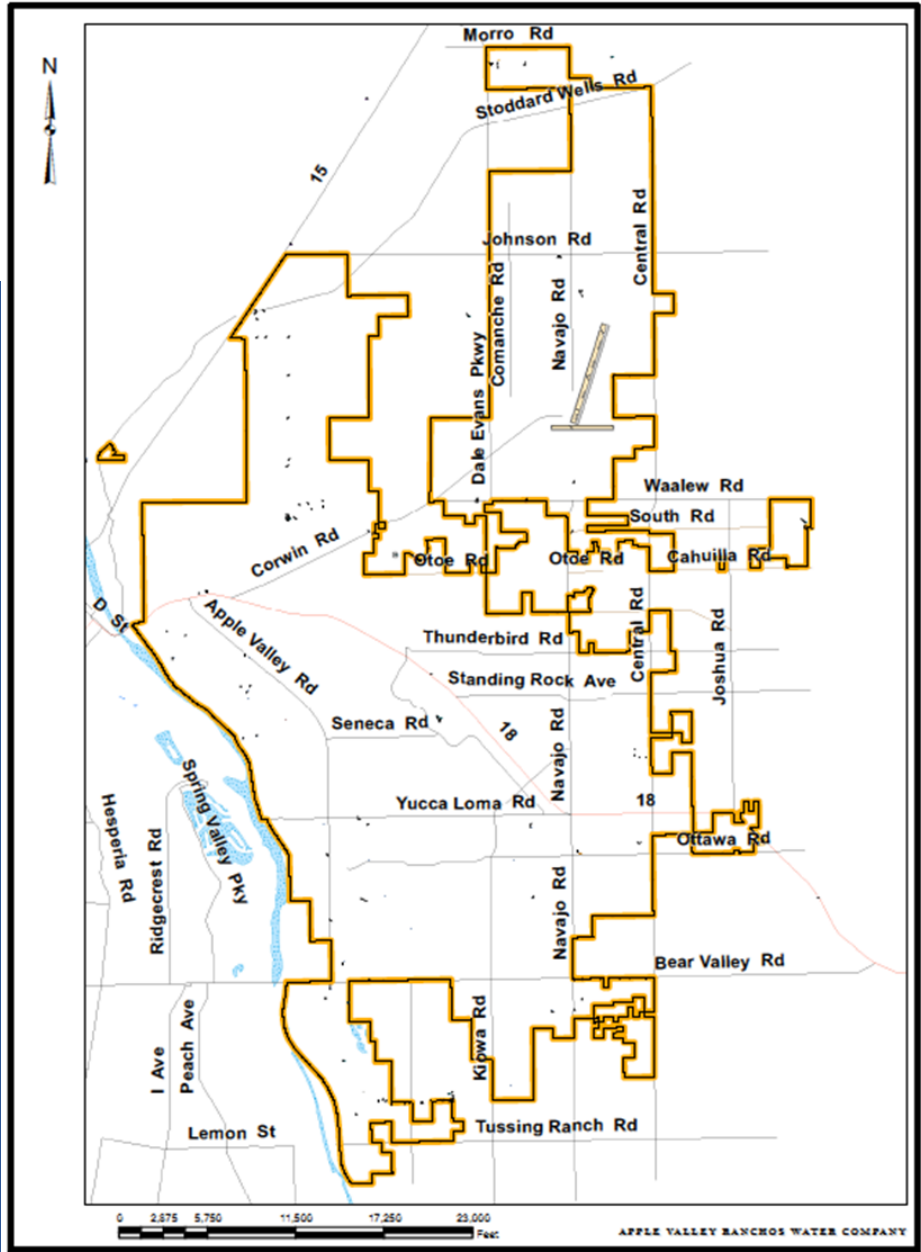 Morro Rd
N
Stoddard Wells Rd
15
Central Rd
Johnson Rd
Comanche Rd
Navajo Rd
Dale Evans Pkwy
Waalew Rd
South Rd
Corwin Rd
Otoe Rd
Otoe Rd
Cahuilla Rd
D St
Apple Valley Rd
Thunderbird Rd
Central Rd
Joshua Rd
Standing Rock Ave
Seneca Rd
18
Navajo Rd
Spring Valley Pky
Hesperia Rd
Ridgecrest Rd
Yucca Loma Rd
18
Ottawa Rd
Navajo Rd
Bear Valley Rd
I Ave
Peach Ave
Kiowa Rd
Lemon St
Tussing Ranch Rd
0 2,875 5,750 11,500 17,250 23,000
Feet
APPLE VALLEY RANCHOS WATER COMPANY